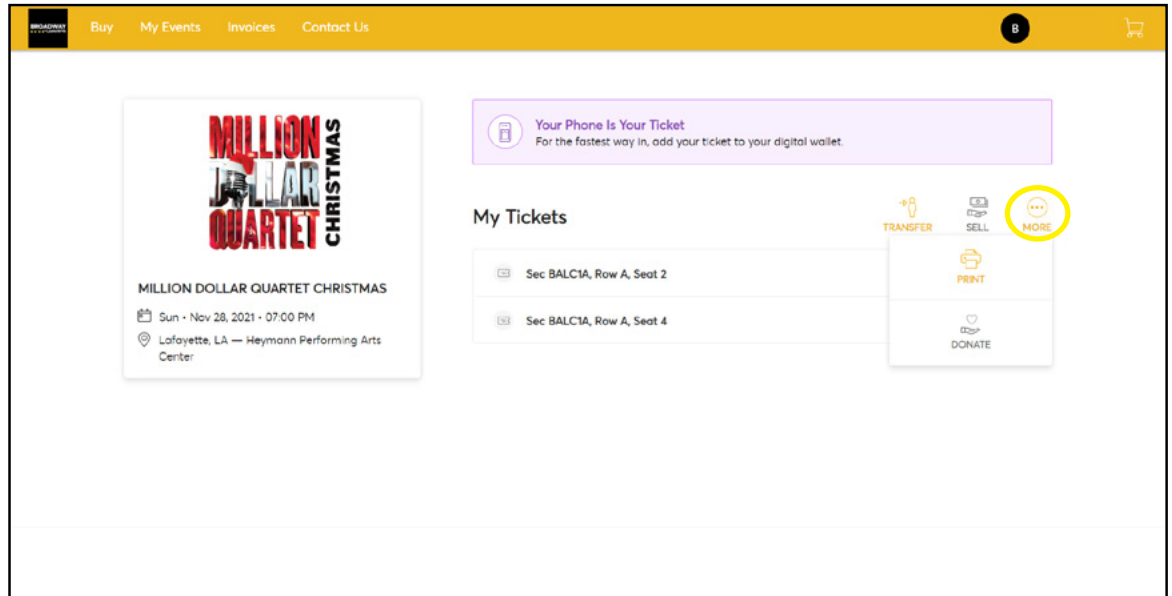 BROADWAY
Buy My Events Invoices Contact Us
B
MILLION
DOLLAR
QUARTET
CHRISTMAS
MILLION DOLLAR QUARTET CHRISTMAS
Sun • Nov 28, 2021 • 07:00 PM
Lafayette, LA — Heymann Performing Arts
Center
Your Phone Is Your Ticket
For the fastest way in, add your ticket to your digital wallet.
My Tickets
TRANSFER SELL MORE
Sec BALC1A, Row A, Seat 2
Sec BALC1A, Row A, Seat 4
PRINT
DONATE